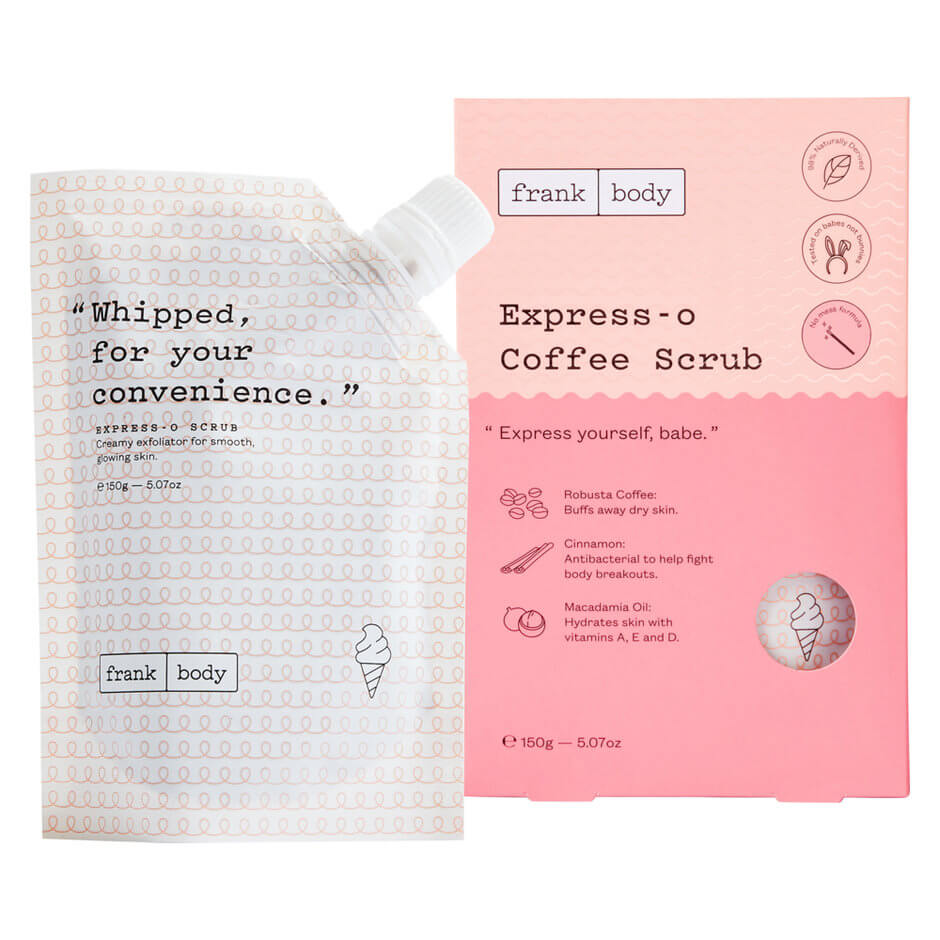 “Whipped,
for your
convenience.”
EXPRESS-O SCRUB
Creamy exfoliator for smooth,
glowing skin.
℮150g — 5.07oz
frank body
frank body
98% Naturally Derived
Tested on babes not bunnies
No mess formula
Express-o
Coffee Scrub
“Express yourself, babe.”
Robusta Coffee:
Buffs away dry skin.
Cinnamon:
Antibacterial to help fight
body breakouts.
Macadamia Oil:
Hydrates skin with
vitamins A, E and D.
℮ 150g — 5.07oz